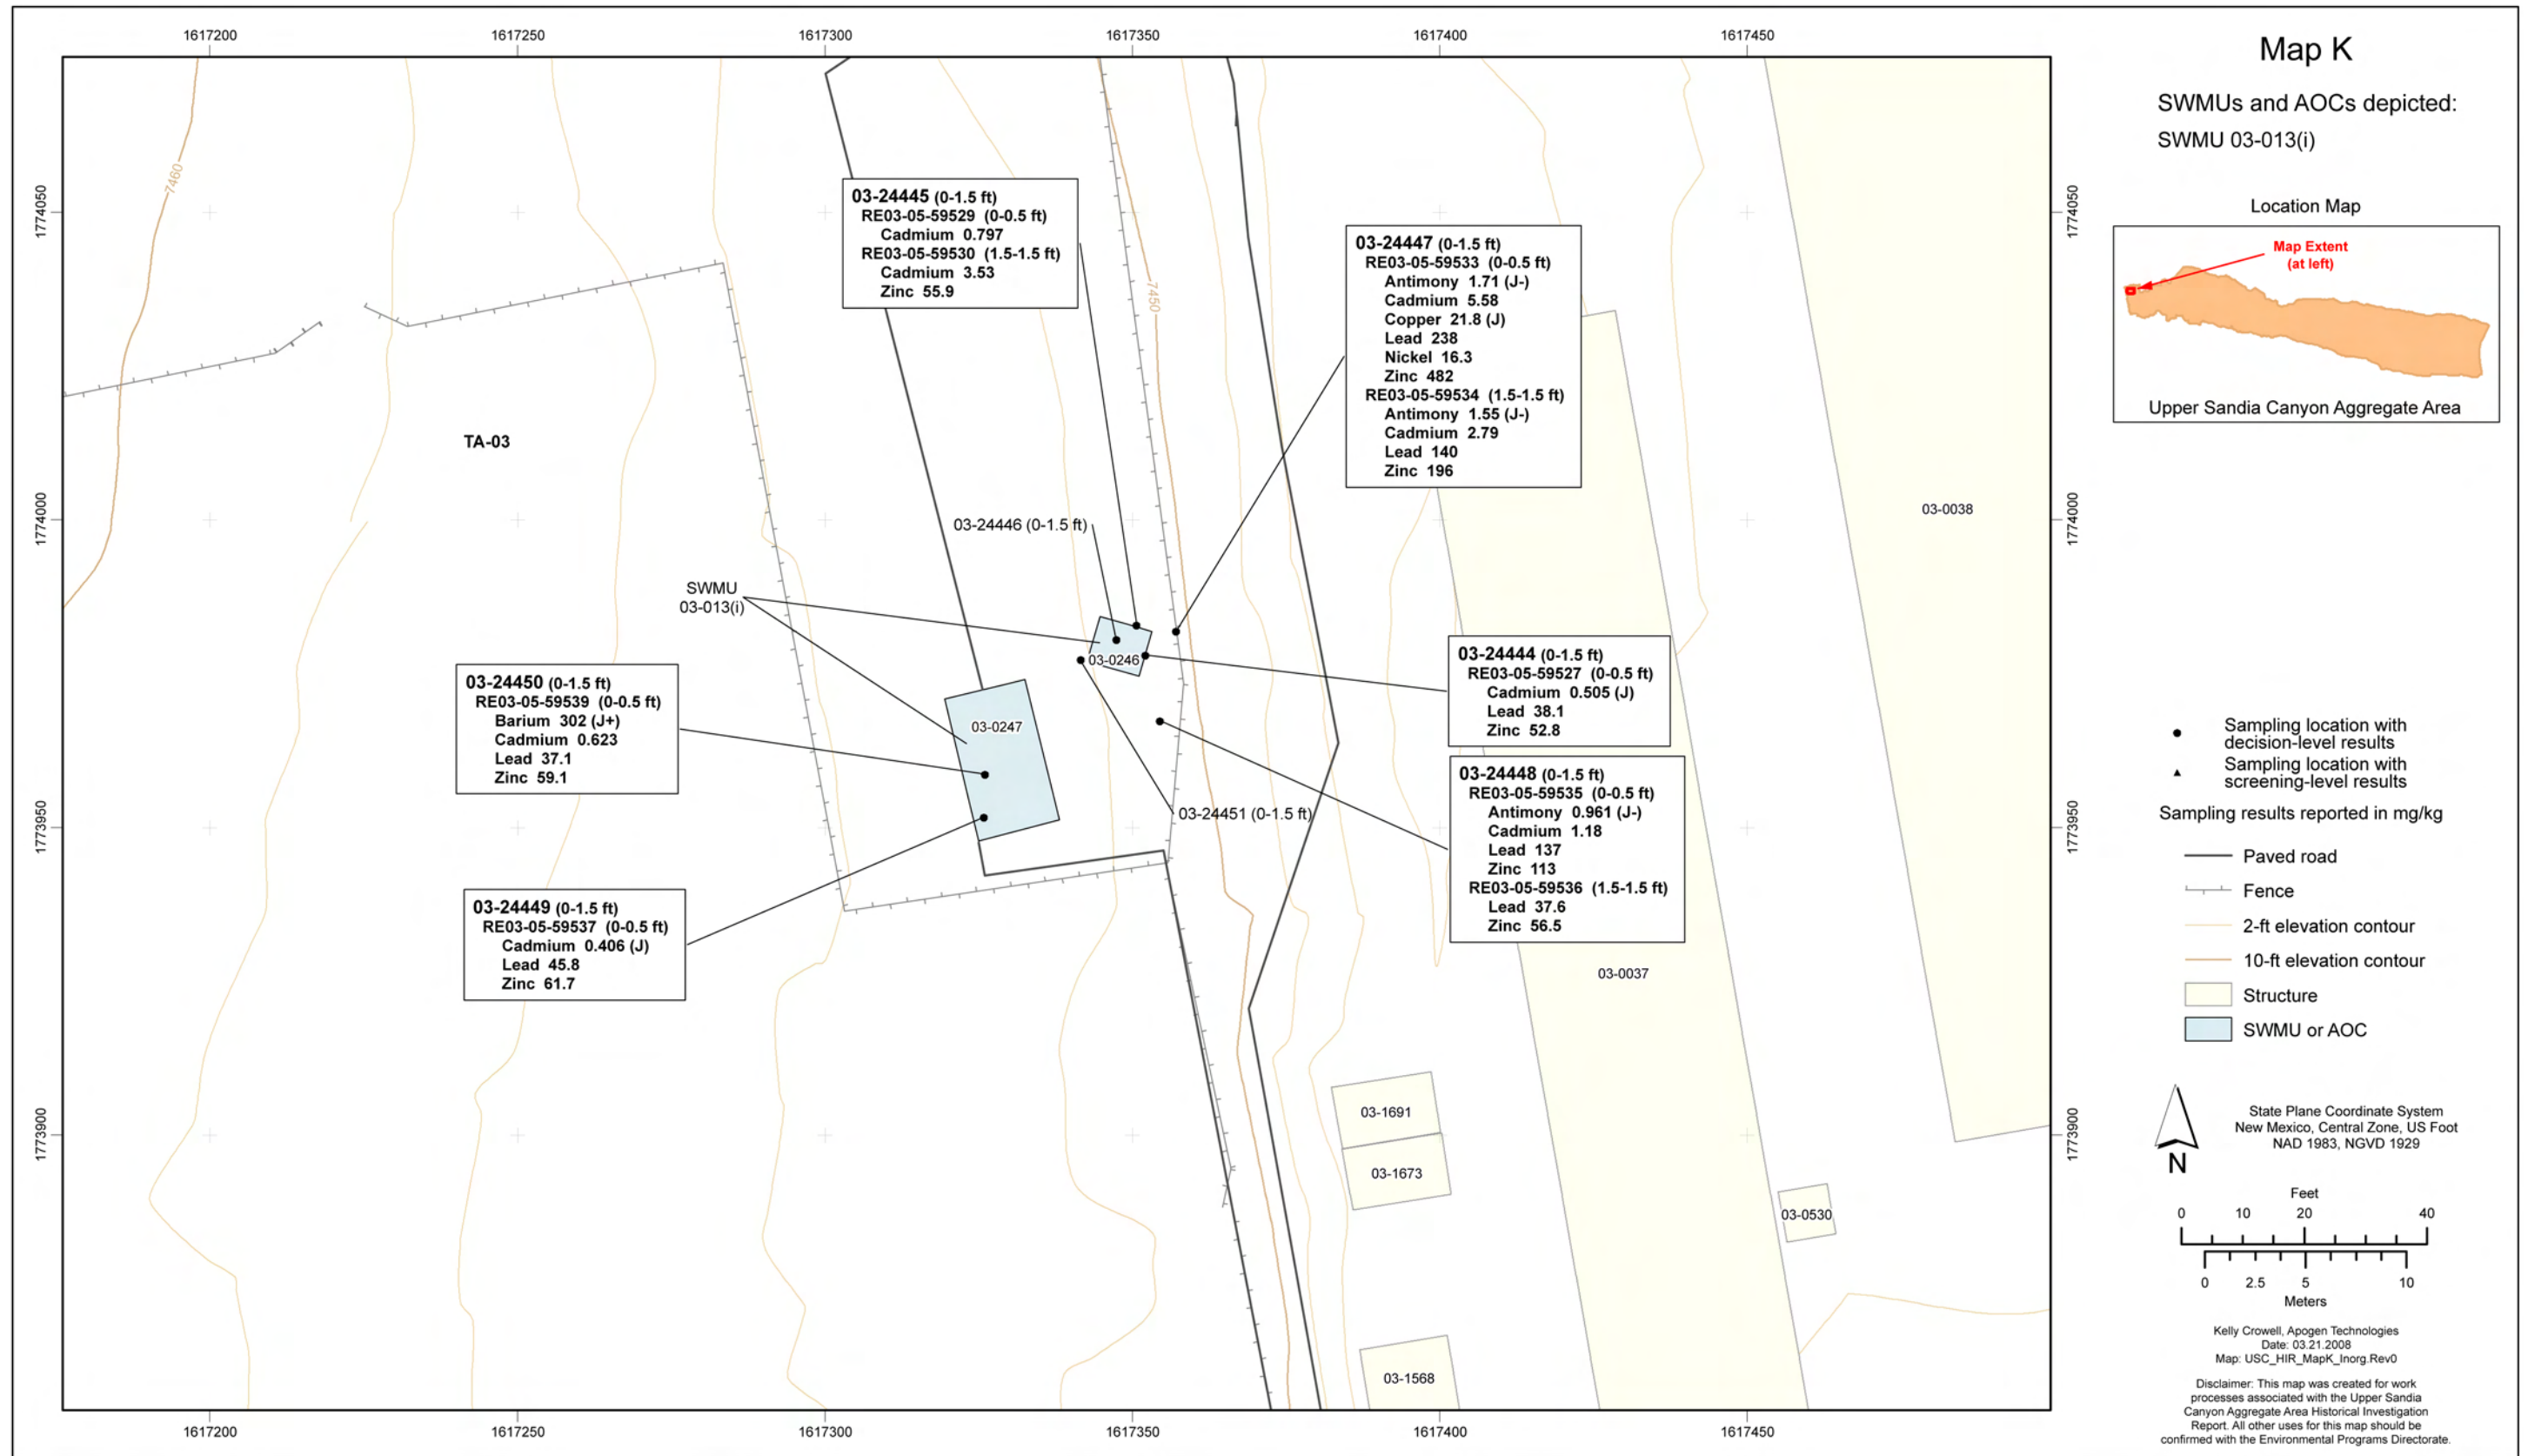 1617200
1617250
1617300
1617350
1617400
1617450
1774050
1774000
1773950
1773900
7460
7450
TA-03
03-24445 (0-1.5 ft)
RE03-05-59529 (0-0.5 ft)
Cadmium 0.797
RE03-05-59530 (1.5-1.5 ft)
Cadmium 3.53
Zinc 55.9
03-24447 (0-1.5 ft)
RE03-05-59533 (0-0.5 ft)
Antimony 1.71 (J-)
Cadmium 5.58
Copper 21.8 (J)
Lead 238
Nickel 16.3
Zinc 482
RE03-05-59534 (1.5-1.5 ft)
Antimony 1.55 (J-)
Cadmium 2.79
Lead 140
Zinc 196
03-0038
03-24446 (0-1.5 ft)
SWMU
03-013(i)
03-0246
03-24444 (0-1.5 ft)
RE03-05-59527 (0-0.5 ft)
Cadmium 0.505 (J)
Lead 38.1
Zinc 52.8
03-24450 (0-1.5 ft)
RE03-05-59539 (0-0.5 ft)
Barium 302 (J+)
Cadmium 0.623
Lead 37.1
Zinc 59.1
03-0247
03-24451 (0-1.5 ft)
03-24448 (0-1.5 ft)
RE03-05-59535 (0-0.5 ft)
Antimony 0.961 (J-)
Cadmium 1.18
Lead 137
Zinc 113
RE03-05-59536 (1.5-1.5 ft)
Lead 37.6
Zinc 56.5
03-24449 (0-1.5 ft)
RE03-05-59537 (0-0.5 ft)
Cadmium 0.406 (J)
Lead 45.8
Zinc 61.7
03-0037
03-1691
03-1673
03-0530
03-1568
1774050
1774000
1773950
1773900
1617200
1617250
1617300
1617350
1617400
1617450
Map K
SWMUs and AOCs depicted:
SWMU 03-013(i)
Location Map
Map Extent
(at left)
Upper Sandia Canyon Aggregate Area
Sampling location with
decision-level results
Sampling location with
screening-level results
Sampling results reported in mg/kg
Paved road
Fence
2-ft elevation contour
10-ft elevation contour
Structure
SWMU or AOC
N
State Plane Coordinate System
New Mexico, Central Zone, US Foot
NAD 1983, NGVD 1929
Feet
0 10 20 40
0 2.5 5 10
Meters
Kelly Crowell, Apogen Technologies
Date: 03.21.2008
Map: USC_HIR_MapK_Inorg.Rev0
Disclaimer: This map was created for work
processes associated with the Upper Sandia
Canyon Aggregate Area Historical Investigation
Report. All other uses for this map should be
confirmed with the Environmental Programs Directorate.